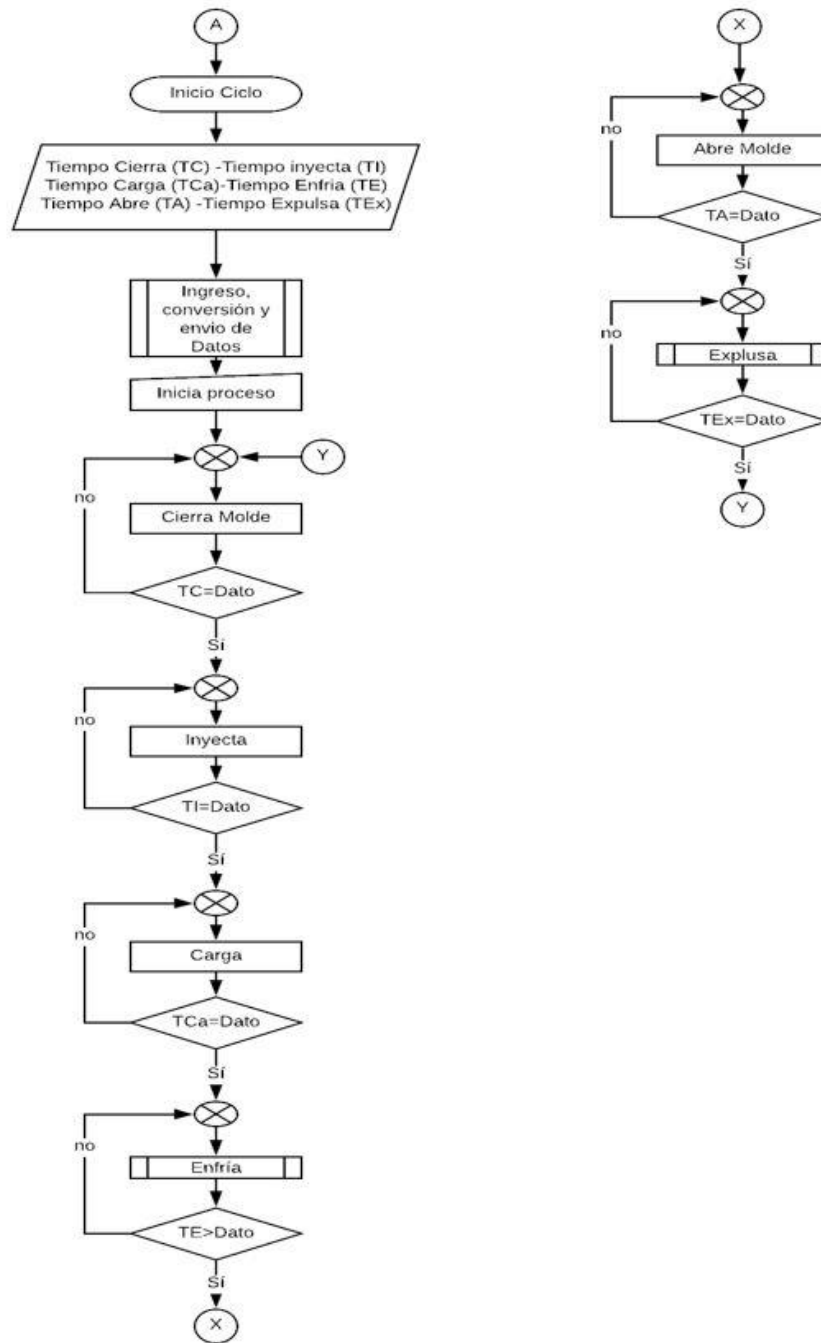 A
Inicio Ciclo
Tiempo Cierra (TC) -Tiempo inyecta (TI)
Tiempo Carga (TCa)-Tiempo Enfria (TE)
Tiempo Abre (TA) -Tiempo Expulsa (TEx)
Ingreso,
conversión y
envio de
Datos
Inicia proceso
Y
no
Cierra Molde
TC=Dato
Sí
no
Inyecta
TI=Dato
Sí
no
Carga
TCa=Dato
Sí
no
Enfría
TE>Dato
Sí
X
X
no
Abre Molde
TA=Dato
Sí
no
Explusa
TEx=Dato
Sí
Y